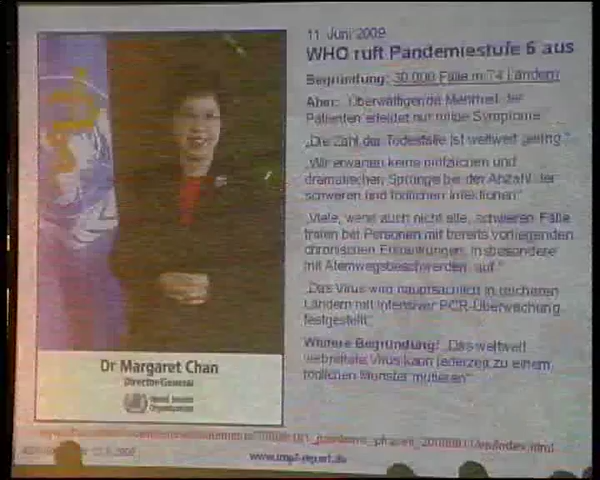 11. Juni 2009
WHO ruft Pandemiestufe 6 aus
Begründung: 30.000 Fälle in 74 Ländern
Aber: "Überwältigende Mehrheit der
Patienten erleidet nur milde Symptome
„Die Zahl der Todesfälle ist weltweit gering."
„Wir erwarten keine plötzlichen und
dramatischen Sprünge bei der Anzahl der
schweren und tödlichen Infektionen"
„Viele, wenn auch nicht alle, schweren Fälle
traten bei Personen mit bereits vorliegenden
chronischen Erkrankungen, insbesondere
mit Atemwegsbeschwerden, auf."
„Das Virus wird hauptsächlich in reicheren
Ländern mit intensiver PCR-Überwachung
festgestellt"
Weitere Begründung: „Das weltweit
verbreitete Virus kann jederzeit zu einem
tödlichen Monster mutieren"
Dr Margaret Chan
Director-General
World Health
Organization
www.impf-report.de